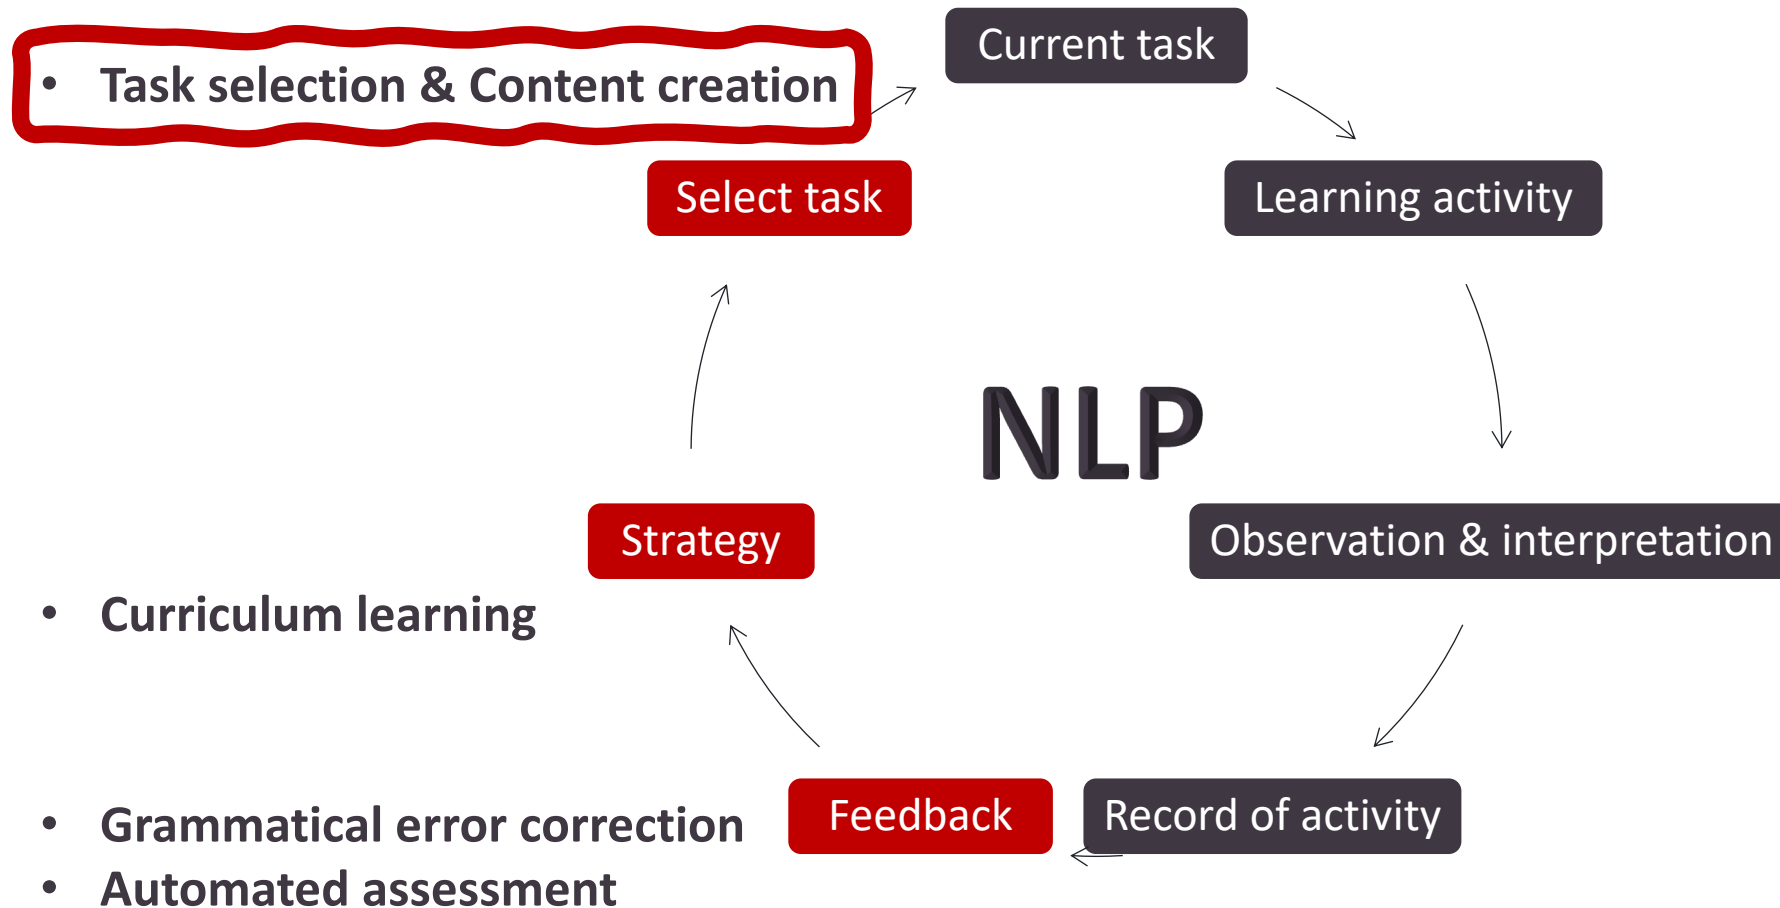 Current task
• Task selection & Content creation
Select task
Learning activity
NLP
Strategy
Observation & interpretation
• Curriculum learning
Feedback
Record of activity
• Grammatical error correction
• Automated assessment